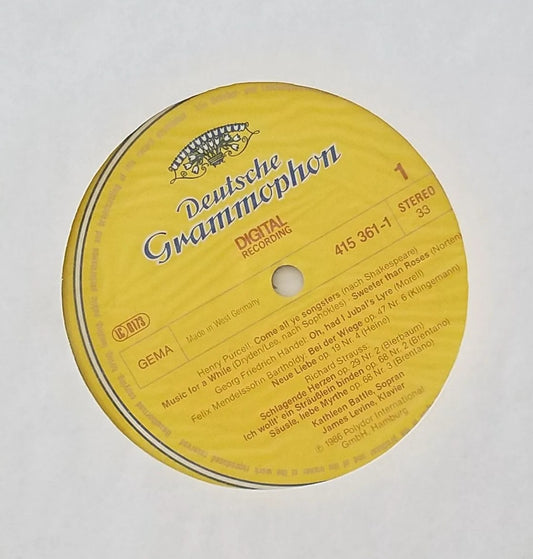 Deutsche
Grammophon
DIGITAL
RECORDING
1
STEREO
33
415 361-1
LC 0173
GEMA
Made in West Germany
Henry Purcell: Come all ye songsters (nach Shakespeare)
Music for a While (Dryden/Lee, nach Sophokles) · Sweeter than Roses (Norton)
Georg Friedrich Handel: Oh, had I Jubal's Lyre (Morell)
Felix Mendelssohn Bartholdy: Bei der Wiege op. 47 Nr. 6 (Klingemann)
Neue Liebe op. 19 Nr. 4 (Heine)
Richard Strauss:
Schlagende Herzen op. 29 Nr. 2 (Bierbaum)
Ich wollt' ein Sträußlein binden op. 68 Nr. 2 (Brentano)
Säusle, liebe Myrthe op. 68 Nr. 3 (Brentano)
Kathleen Battle, Sopran
James Levine, Klavier
℗ 1986 Polydor International
GmbH, Hamburg